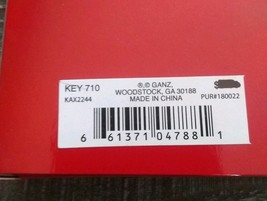 KEY 710
KAX2244
®,© GANZ,
WOODSTOCK, GA 30188
MADE IN CHINA
PUR#180022
6 61371 04788 1